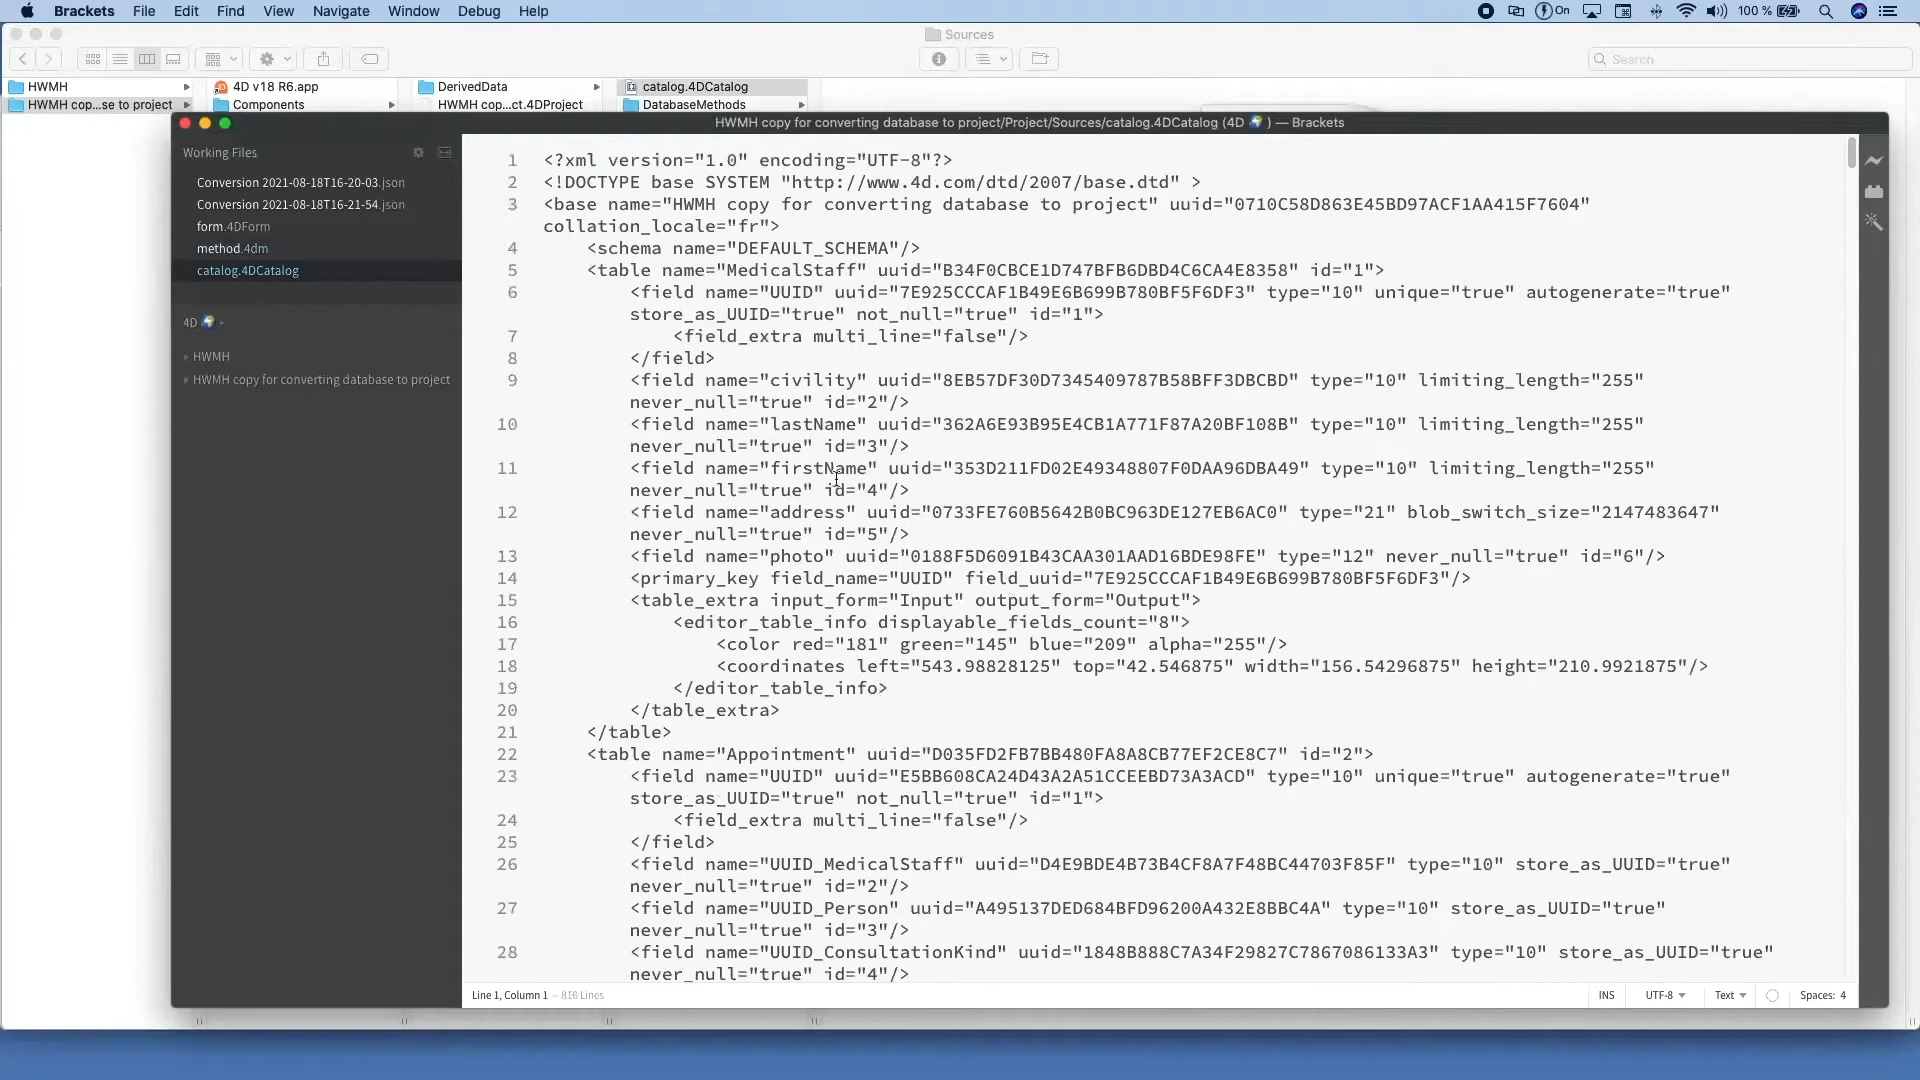 Brackets File Edit Find View Navigate Window Debug Help On 100 %
Sources
Search
HWMH 4D v18 R6.app DerivedData catalog.4DCatalog
HWMH cop...se to project Components HWMH cop...ct.4DProject DatabaseMethods
HWMH copy for converting database to project/Project/Sources/catalog.4DCatalog (4D ) — Brackets
Working Files
Conversion 2021-08-18T16-20-03.json
Conversion 2021-08-18T16-21-54.json
form.4DForm
method.4dm
catalog.4DCatalog
4D
HWMH
HWMH copy for converting database to project
1 <?xml version="1.0" encoding="UTF-8"?>
2 <!DOCTYPE base SYSTEM "http://www.4d.com/dtd/2007/base.dtd" >
3 <base name="HWMH copy for converting database to project" uuid="0710C58D863E45BD97ACF1AA415F7604"
collation_locale="fr">
4 <schema name="DEFAULT_SCHEMA"/>
5 <table name="MedicalStaff" uuid="B34F0CBCE1D747BFB6DBD4C6CA4E8358" id="1">
6 <field name="UUID" uuid="7E925CCCAF1B49E6B699B780BF5F6DF3" type="10" unique="true" autogenerate="true"
store_as_UUID="true" not_null="true" id="1">
7 <field_extra multi_line="false"/>
8 </field>
9 <field name="civility" uuid="8EB57DF30D7345409787B58BFF3DBCBD" type="10" limiting_length="255"
never_null="true" id="2"/>
10 <field name="lastName" uuid="362A6E93B95E4CB1A771F87A20BF108B" type="10" limiting_length="255"
never_null="true" id="3"/>
11 <field name="firstName" uuid="353D211FD02E49348807F0DAA96DBA49" type="10" limiting_length="255"
never_null="true" id="4"/>
12 <field name="address" uuid="0733FE760B5642B0BC963DE127EB6AC0" type="21" blob_switch_size="2147483647"
never_null="true" id="5"/>
13 <field name="photo" uuid="0188F5D6091B43CAA301AAD16BDE98FE" type="12" never_null="true" id="6"/>
14 <primary_key field_name="UUID" field_uuid="7E925CCCAF1B49E6B699B780BF5F6DF3"/>
15 <table_extra input_form="Input" output_form="Output">
16 <editor_table_info displayable_fields_count="8">
17 <color red="181" green="145" blue="209" alpha="255"/>
18 <coordinates left="543.98828125" top="42.546875" width="156.54296875" height="210.9921875"/>
19 </editor_table_info>
20 </table_extra>
21 </table>
22 <table name="Appointment" uuid="D035FD2FB7BB480FA8A8CB77EF2CE8C7" id="2">
23 <field name="UUID" uuid="E5BB608CA24D43A2A51CCEEBD73A3ACD" type="10" unique="true" autogenerate="true"
store_as_UUID="true" not_null="true" id="1">
24 <field_extra multi_line="false"/>
25 </field>
26 <field name="UUID_MedicalStaff" uuid="D4E9BDE4B73B4CF8A7F48BC44703F85F" type="10" store_as_UUID="true"
never_null="true" id="2"/>
27 <field name="UUID_Person" uuid="A495137DED684BFD96200A432E8BBC4A" type="10" store_as_UUID="true"
never_null="true" id="3"/>
28 <field name="UUID_ConsultationKind" uuid="1848B888C7A34F29827C7867086133A3" type="10" store_as_UUID="true"
never_null="true" id="4"/>
Line 1, Column 1 – 816 Lines INS UTF-8 Text Spaces: 4